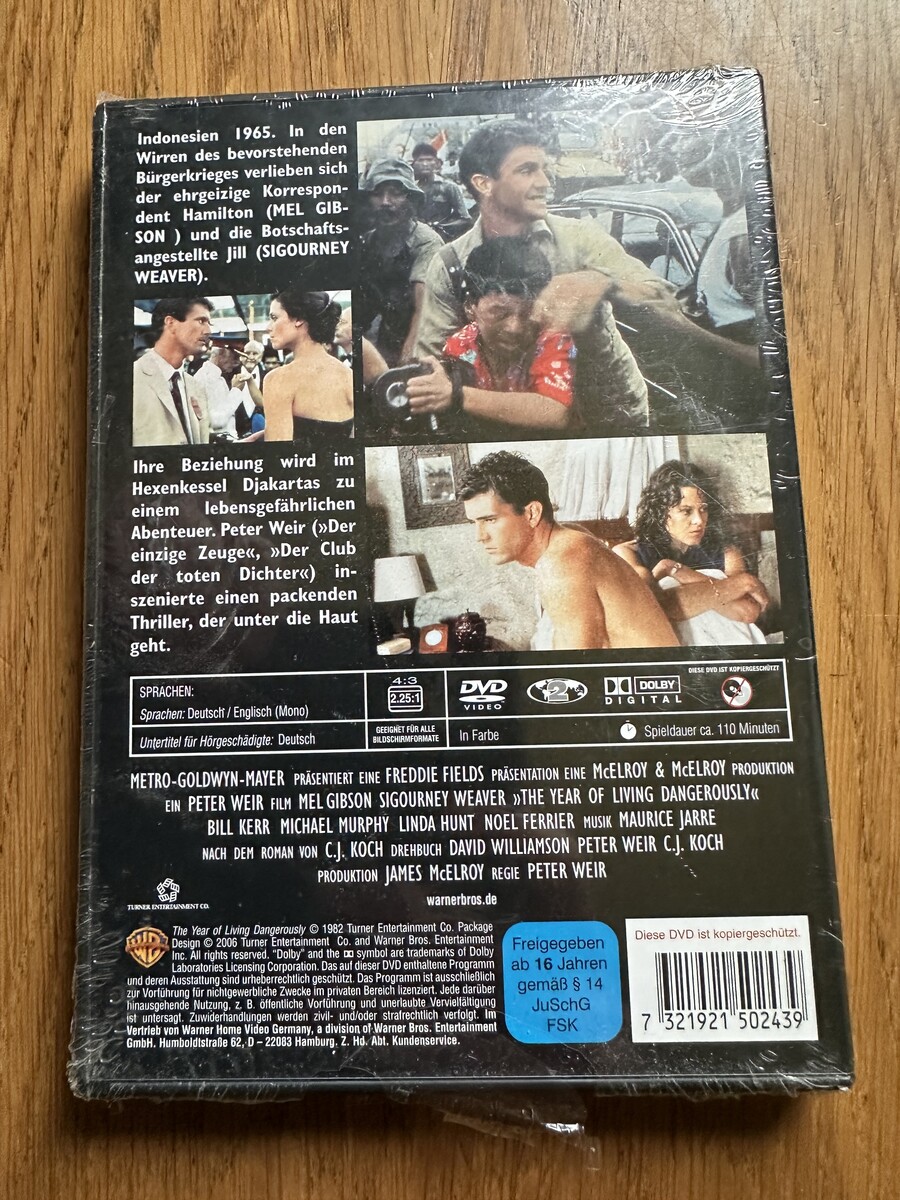 Indonesien 1965. In den
Wirren des bevorstehenden
Bürgerkrieges verlieben sich
der ehrgeizige Korrespon-
dent Hamilton (MEL GIB-
SON ) und die Botschafts-
angestellte Jill (SIGOURNEY
WEAVER).
Ihre Beziehung wird im
Hexenkessel Djakartas zu
einem lebensgefährlichen
Abenteuer. Peter Weir (»Der
einzige Zeuge«, »Der Club
der toten Dichter«) in-
szenierte einen packenden
Thriller, der unter die Haut
geht.
SPRACHEN:
Sprachen: Deutsch / Englisch (Mono)
Untertitel für Hörgeschädigte: Deutsch
4:3
2.25:1
GEEIGNET FÜR ALLE
BILDSCHIRMFORMATE
DVD
VIDEO
2
DOLBY
DIGITAL
DIESE DVD IST KOPIERGESCHÜTZT
In Farbe
Spieldauer ca. 110 Minuten
METRO-GOLDWYN-MAYER PRÄSENTIERT EINE FREDDIE FIELDS PRÄSENTATION EINE McELROY & McELROY PRODUKTION
EIN PETER WEIR FILM MEL GIBSON SIGOURNEY WEAVER »THE YEAR OF LIVING DANGEROUSLY«
BILL KERR MICHAEL MURPHY LINDA HUNT NOEL FERRIER MUSIK MAURICE JARRE
NACH DEM ROMAN VON C.J. KOCH DREHBUCH DAVID WILLIAMSON PETER WEIR C.J. KOCH
PRODUKTION JAMES McELROY REGIE PETER WEIR
TURNER ENTERTAINMENT CO.
warnerbros.de
WB
The Year of Living Dangerously © 1982 Turner Entertainment Co. Package
Design © 2006 Turner Entertainment Co. and Warner Bros. Entertainment
Inc. All rights reserved. "Dolby" and the symbol are trademarks of Dolby
Laboratories Licensing Corporation. Das auf dieser DVD enthaltene Programm
und deren Ausstattung sind urheberrechtlich geschützt. Das Programm ist ausschließlich
zur Vorführung für nichtgewerbliche Zwecke im privaten Bereich lizenziert. Jede darüber
hinausgehende Nutzung, z. B. öffentliche Vorführung und unerlaubte Vervielfältigung
ist untersagt. Zuwiderhandlungen werden zivil- und/oder strafrechtlich verfolgt. Im
Vertrieb von Warner Home Video Germany, a division of Warner Bros. Entertainment
GmbH. Humboldtstraße 62, D – 22083 Hamburg. Z. Hd. Abt. Kundenservice.
Freigegeben
ab 16 Jahren
gemäß § 14
JuSchG
FSK
Diese DVD ist kopiergeschützt.
7 321921 502439